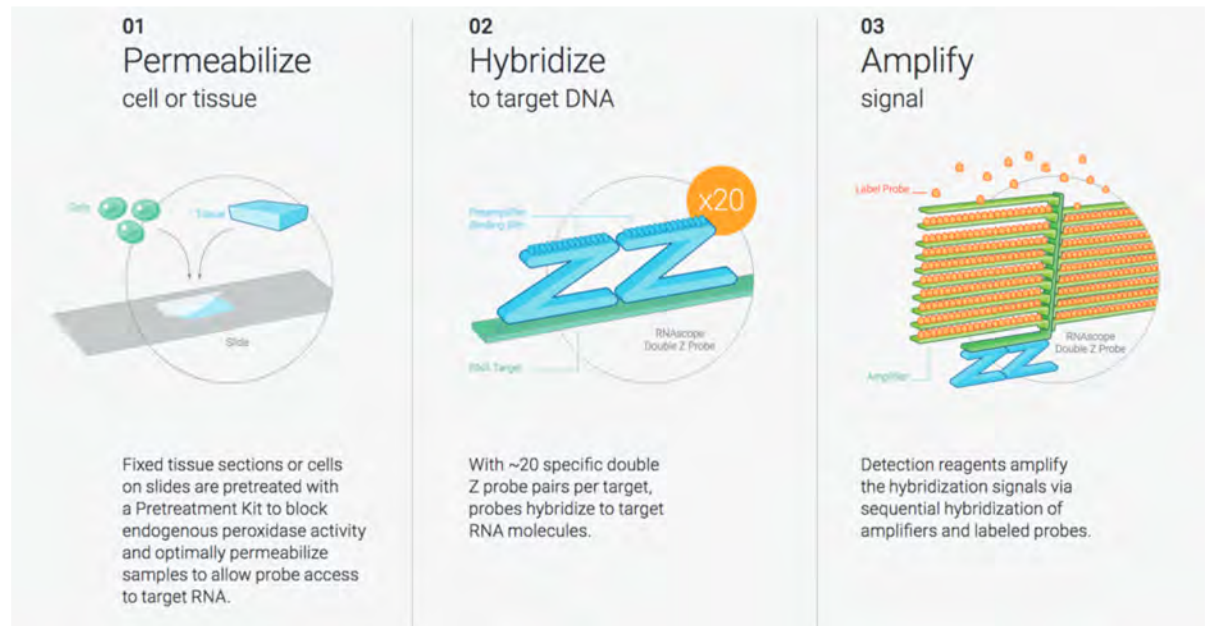 01
Permeabilize
cell or tissue
Cells
Tissue
Slide
Fixed tissue sections or cells
on slides are pretreated with
a Pretreatment Kit to block
endogenous peroxidase activity
and optimally permeabilize
samples to allow probe access
to target RNA.
02
Hybridize
to target DNA
x20
Preamplifier
Binding Site
RNAscope
Double Z Probe
RNA Target
With ~20 specific double
Z probe pairs per target,
probes hybridize to target
RNA molecules.
03
Amplify
signal
Label Probe
RNAscope
Double Z Probe
Amplifier
Detection reagents amplify
the hybridization signals via
sequential hybridization of
amplifiers and labeled probes.